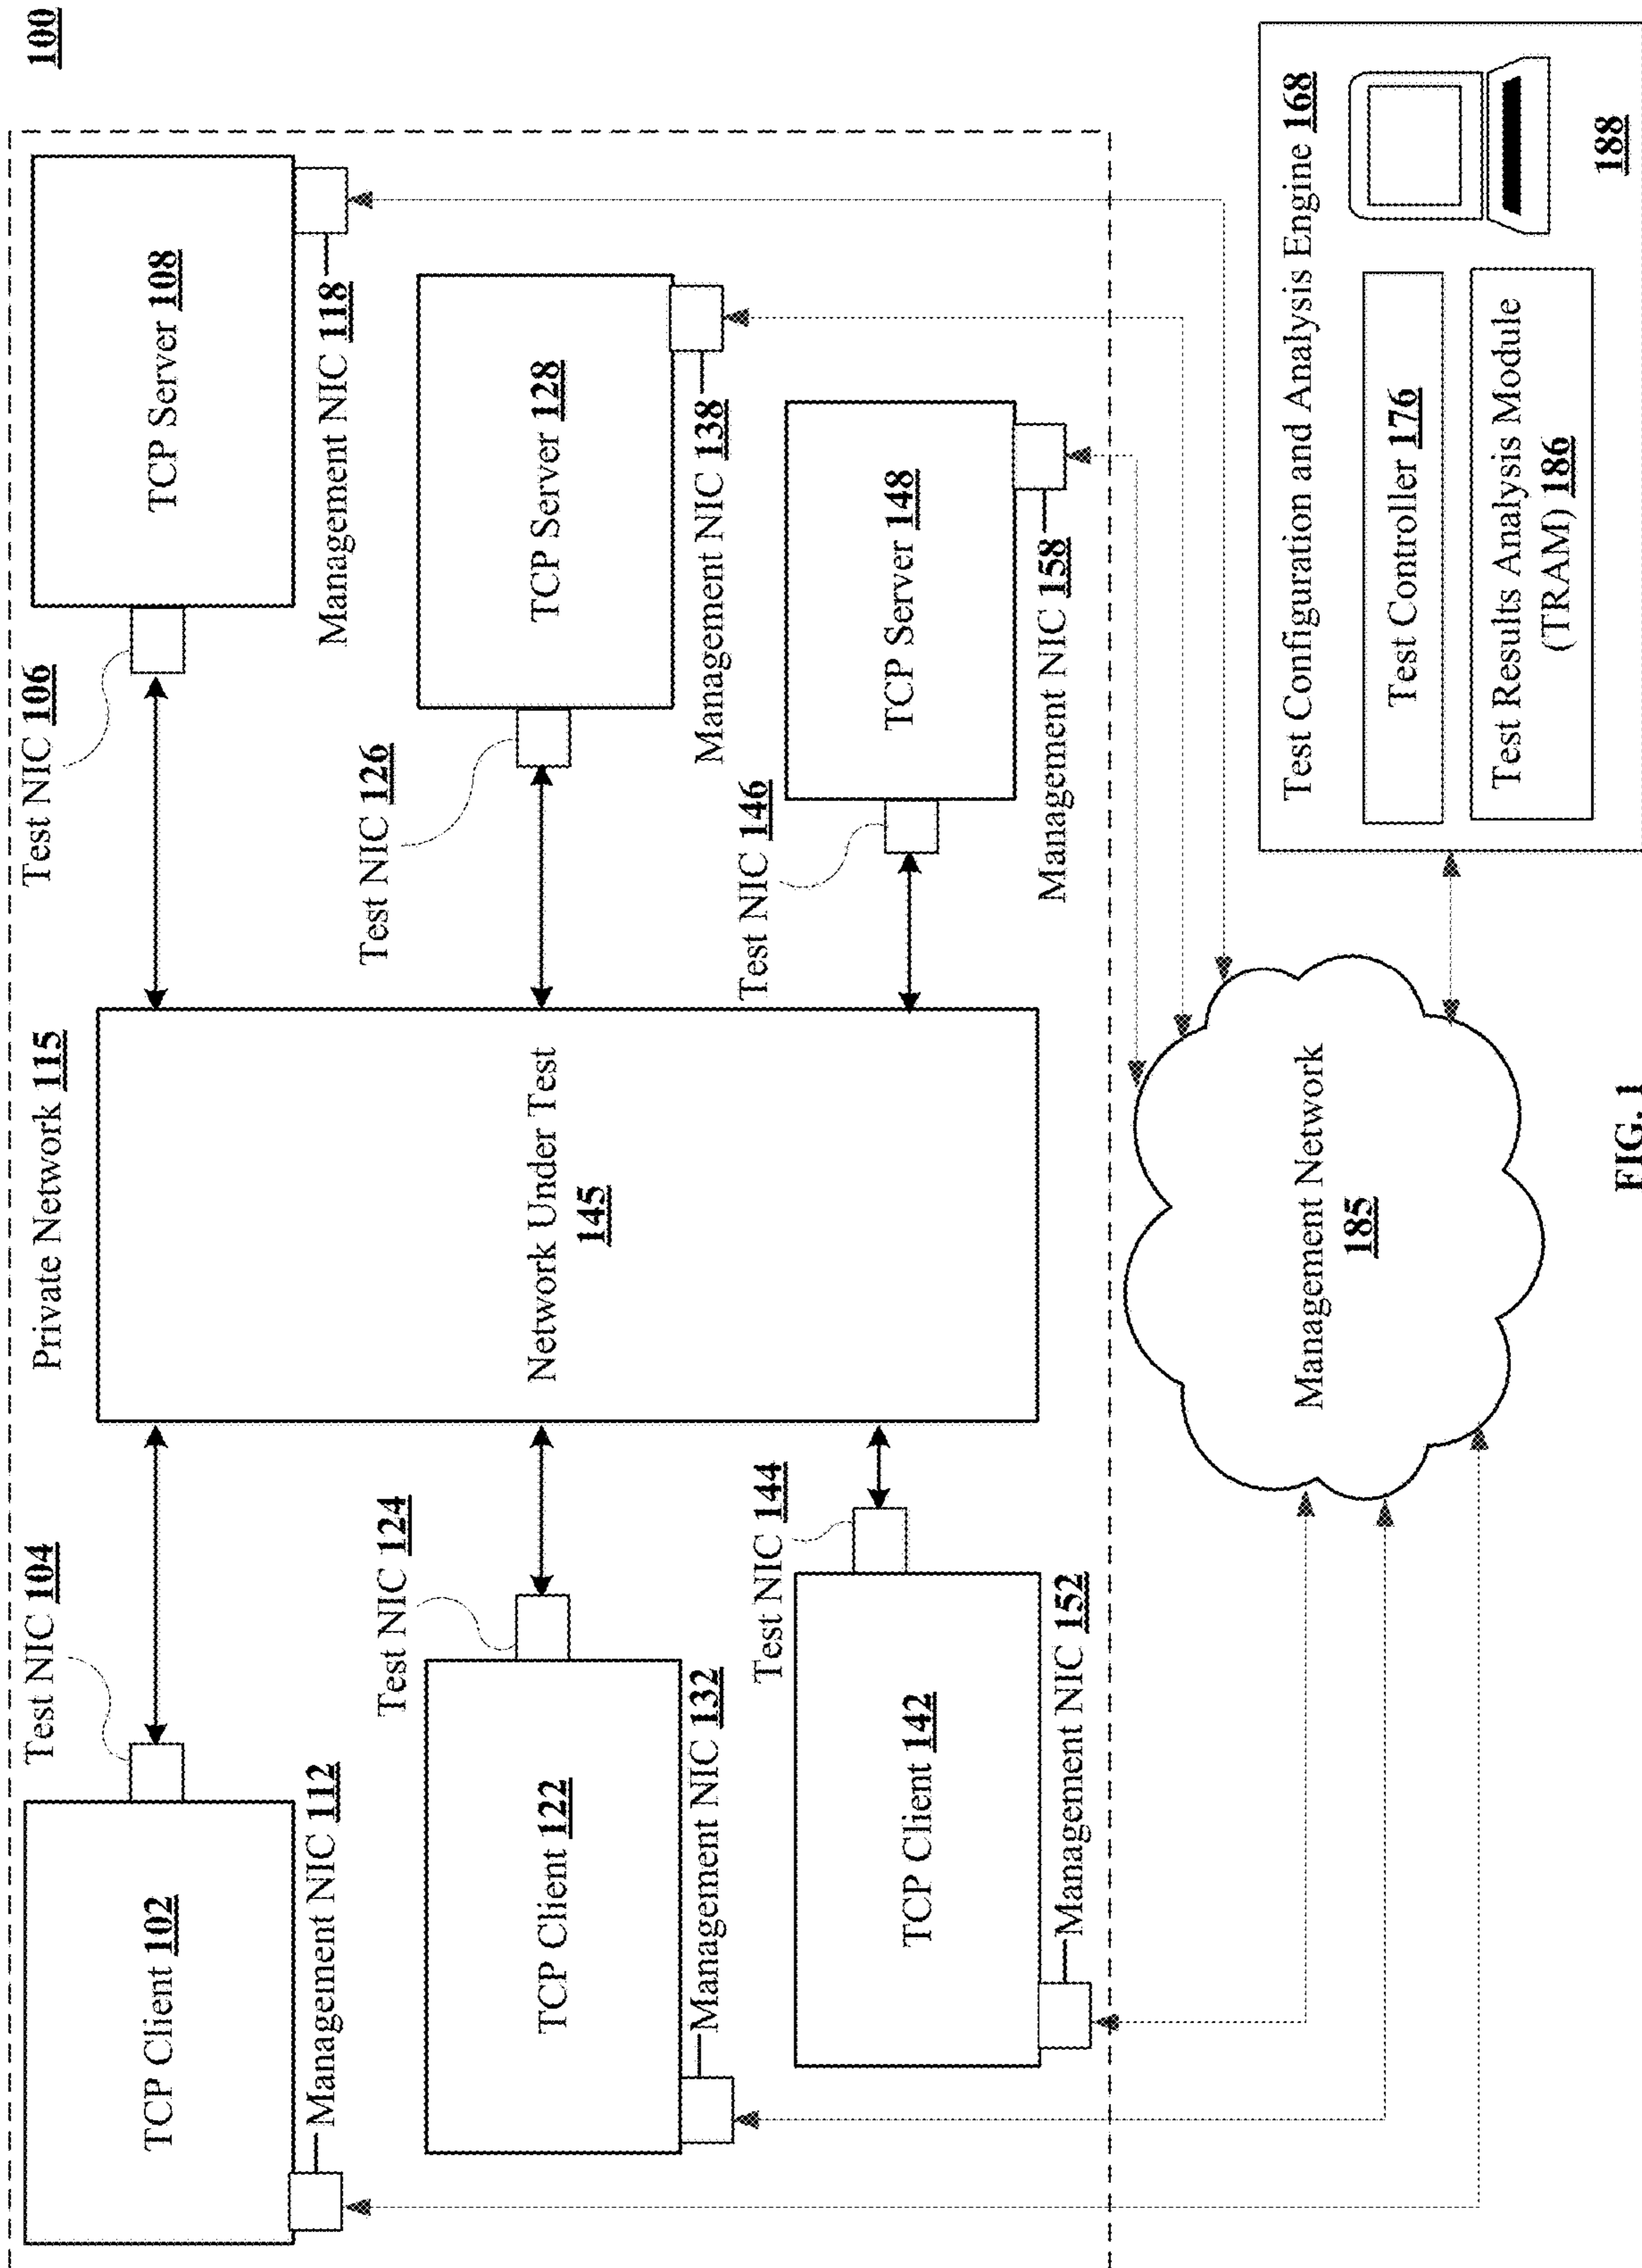 100
Private Network 115
Test NIC 104
Test NIC 106
TCP Client 102
TCP Server 108
Management NIC 112
Management NIC 118
Test NIC 124
Test NIC 126
TCP Client 122
Network Under Test
145
TCP Server 128
Management NIC 132
Management NIC 138
Test NIC 144
Test NIC 146
TCP Client 142
TCP Server 148
Management NIC 152
Management NIC 158
Management Network
185
Test Configuration and Analysis Engine 168
Test Controller 176
Test Results Analysis Module
(TRAM) 186
188
FIG. 1